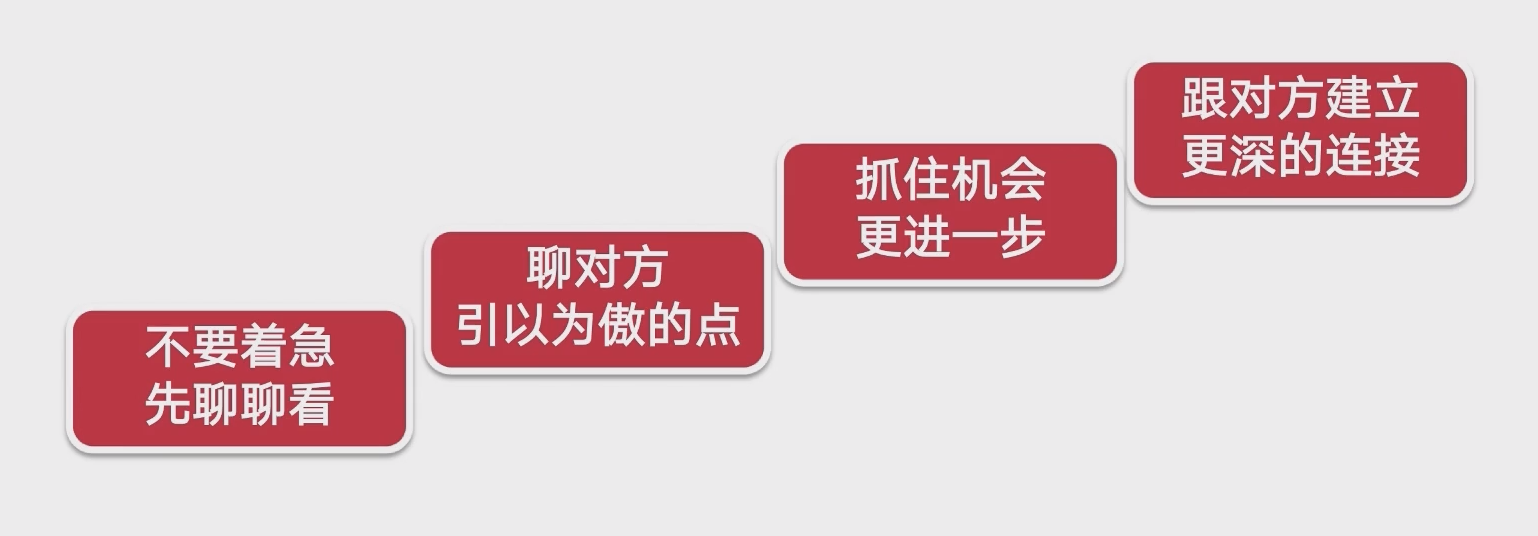 不要着急
先聊聊看
聊对方
引以为傲的点
抓住机会
更进一步
跟对方建立
更深的连接